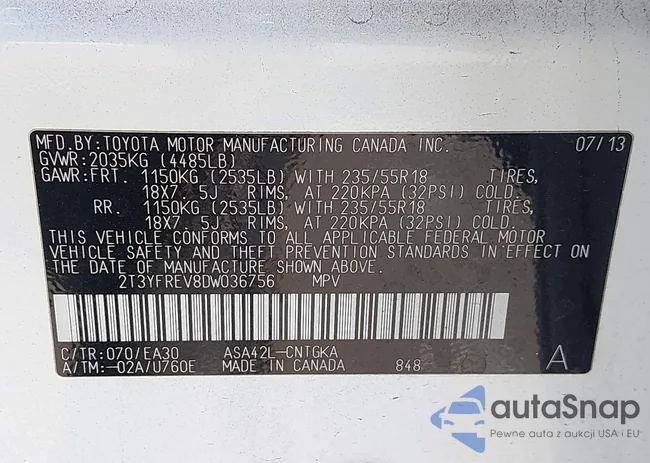 MFD.BY:TOYOTA MOTOR MANUFACTURING CANADA INC. 07/13
GVWR:2035KG (4485LB)
GAWR:FRT. 1150KG (2535LB) WITH 235/55R18 TIRES,
18X7.5J RIMS, AT 220KPA (32PSI) COLD.
RR. 1150KG (2535LB) WITH 235/55R18 TIRES,
18X7.5J RIMS, AT 220KPA (32PSI) COLD.
THIS VEHICLE CONFORMS TO ALL APPLICABLE FEDERAL MOTOR
VEHICLE SAFETY AND THEFT PREVENTION STANDARDS IN EFFECT ON
THE DATE OF MANUFACTURE SHOWN ABOVE.
2T3YFREV8DW036756 MPV
C/TR:070/EA30 ASA42L-CNTGKA
A/TM:-02A/U760E MADE IN CANADA 848 A
autaSnap
Pewne auta z aukcji USA i EU